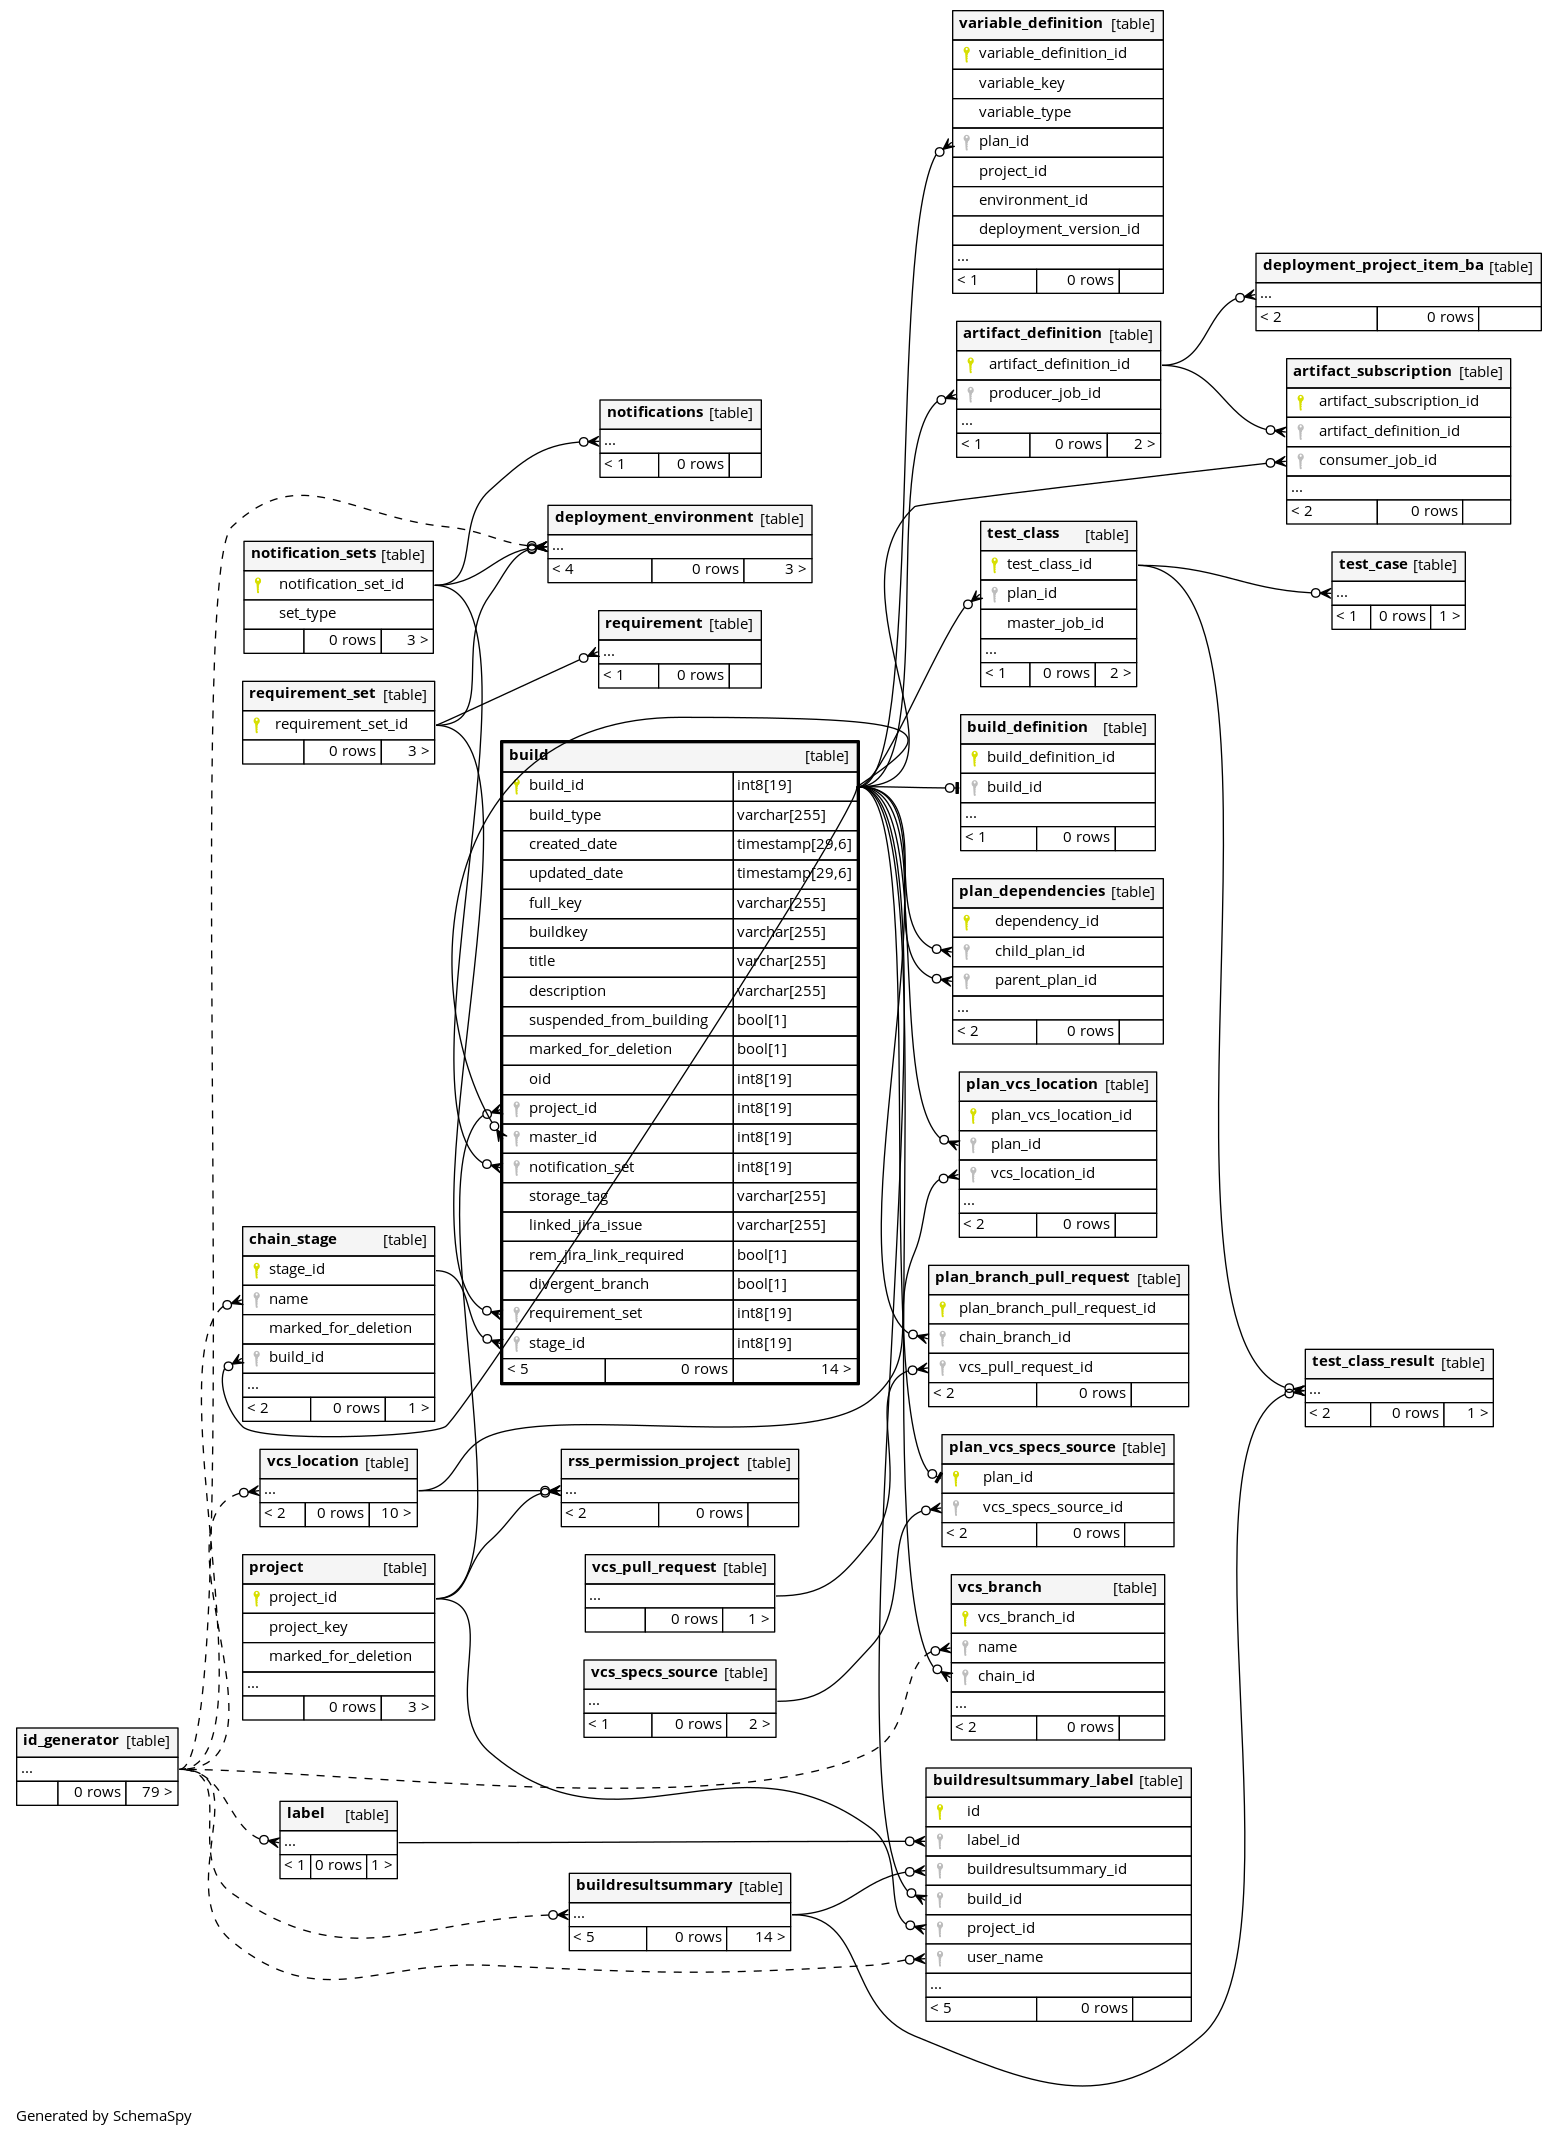 variable_definition [table]
variable_definition_id
variable_key
variable_type
plan_id
project_id
environment_id
deployment_version_id
...
< 1 0 rows
deployment_project_item_ba [table]
...
< 2 0 rows
artifact_definition [table]
artifact_definition_id
producer_job_id
...
< 1 0 rows 2 >
artifact_subscription [table]
artifact_subscription_id
artifact_definition_id
consumer_job_id
...
< 2 0 rows
notifications [table]
...
< 1 0 rows
deployment_environment [table]
...
< 4 0 rows 3 >
notification_sets [table]
notification_set_id
set_type
0 rows 3 >
test_class [table]
test_class_id
plan_id
master_job_id
...
< 1 0 rows 2 >
test_case [table]
...
< 1 0 rows 1 >
requirement [table]
...
< 1 0 rows
requirement_set [table]
requirement_set_id
0 rows 3 >
build [table]
build_id int8[19]
build_type varchar[255]
created_date timestamp[29,6]
updated_date timestamp[29,6]
full_key varchar[255]
buildkey varchar[255]
title varchar[255]
description varchar[255]
suspended_from_building bool[1]
marked_for_deletion bool[1]
oid int8[19]
project_id int8[19]
master_id int8[19]
notification_set int8[19]
storage_tag varchar[255]
linked_jira_issue varchar[255]
rem_jira_link_required bool[1]
divergent_branch bool[1]
requirement_set int8[19]
stage_id int8[19]
< 5 0 rows 14 >
build_definition [table]
build_definition_id
build_id
...
< 1 0 rows
plan_dependencies [table]
dependency_id
child_plan_id
parent_plan_id
...
< 2 0 rows
plan_vcs_location [table]
plan_vcs_location_id
plan_id
vcs_location_id
...
< 2 0 rows
chain_stage [table]
stage_id
name
marked_for_deletion
build_id
...
< 2 0 rows 1 >
plan_branch_pull_request [table]
plan_branch_pull_request_id
chain_branch_id
vcs_pull_request_id
< 2 0 rows
test_class_result [table]
...
< 2 0 rows 1 >
vcs_location [table]
...
< 2 0 rows 10 >
rss_permission_project [table]
...
< 2 0 rows
plan_vcs_specs_source [table]
plan_id
vcs_specs_source_id
< 2 0 rows
project [table]
project_id
project_key
marked_for_deletion
...
0 rows 3 >
vcs_pull_request [table]
...
0 rows 1 >
vcs_specs_source [table]
...
< 1 0 rows 2 >
vcs_branch [table]
vcs_branch_id
name
chain_id
...
< 2 0 rows
id_generator [table]
...
0 rows 79 >
label [table]
...
< 1 0 rows 1 >
buildresultsummary [table]
...
< 5 0 rows 14 >
buildresultsummary_label [table]
id
label_id
buildresultsummary_id
build_id
project_id
user_name
...
< 5 0 rows
Generated by SchemaSpy